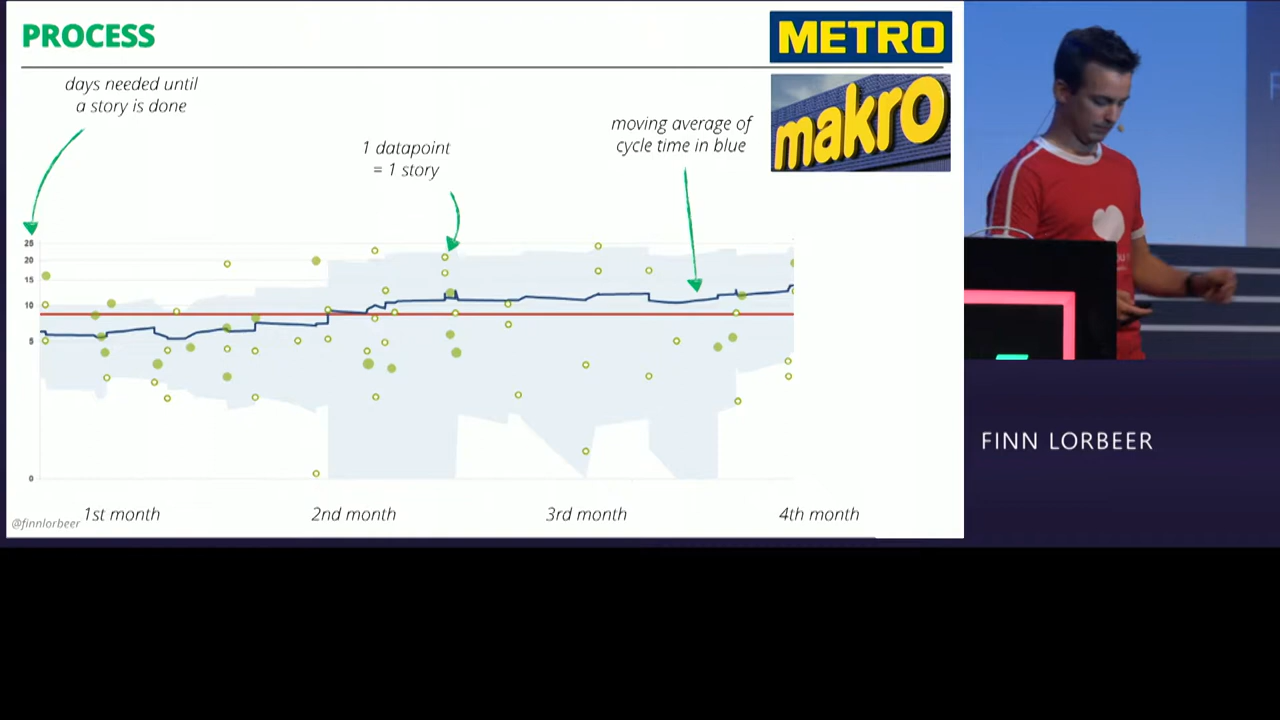 PROCESS
METRO
makro
days needed until
a story is done
1 datapoint
= 1 story
moving average of
cycle time in blue
25
20
15
10
5
0
1st month
2nd month
3rd month
4th month
@finnlorbeer
FINN LORBEER